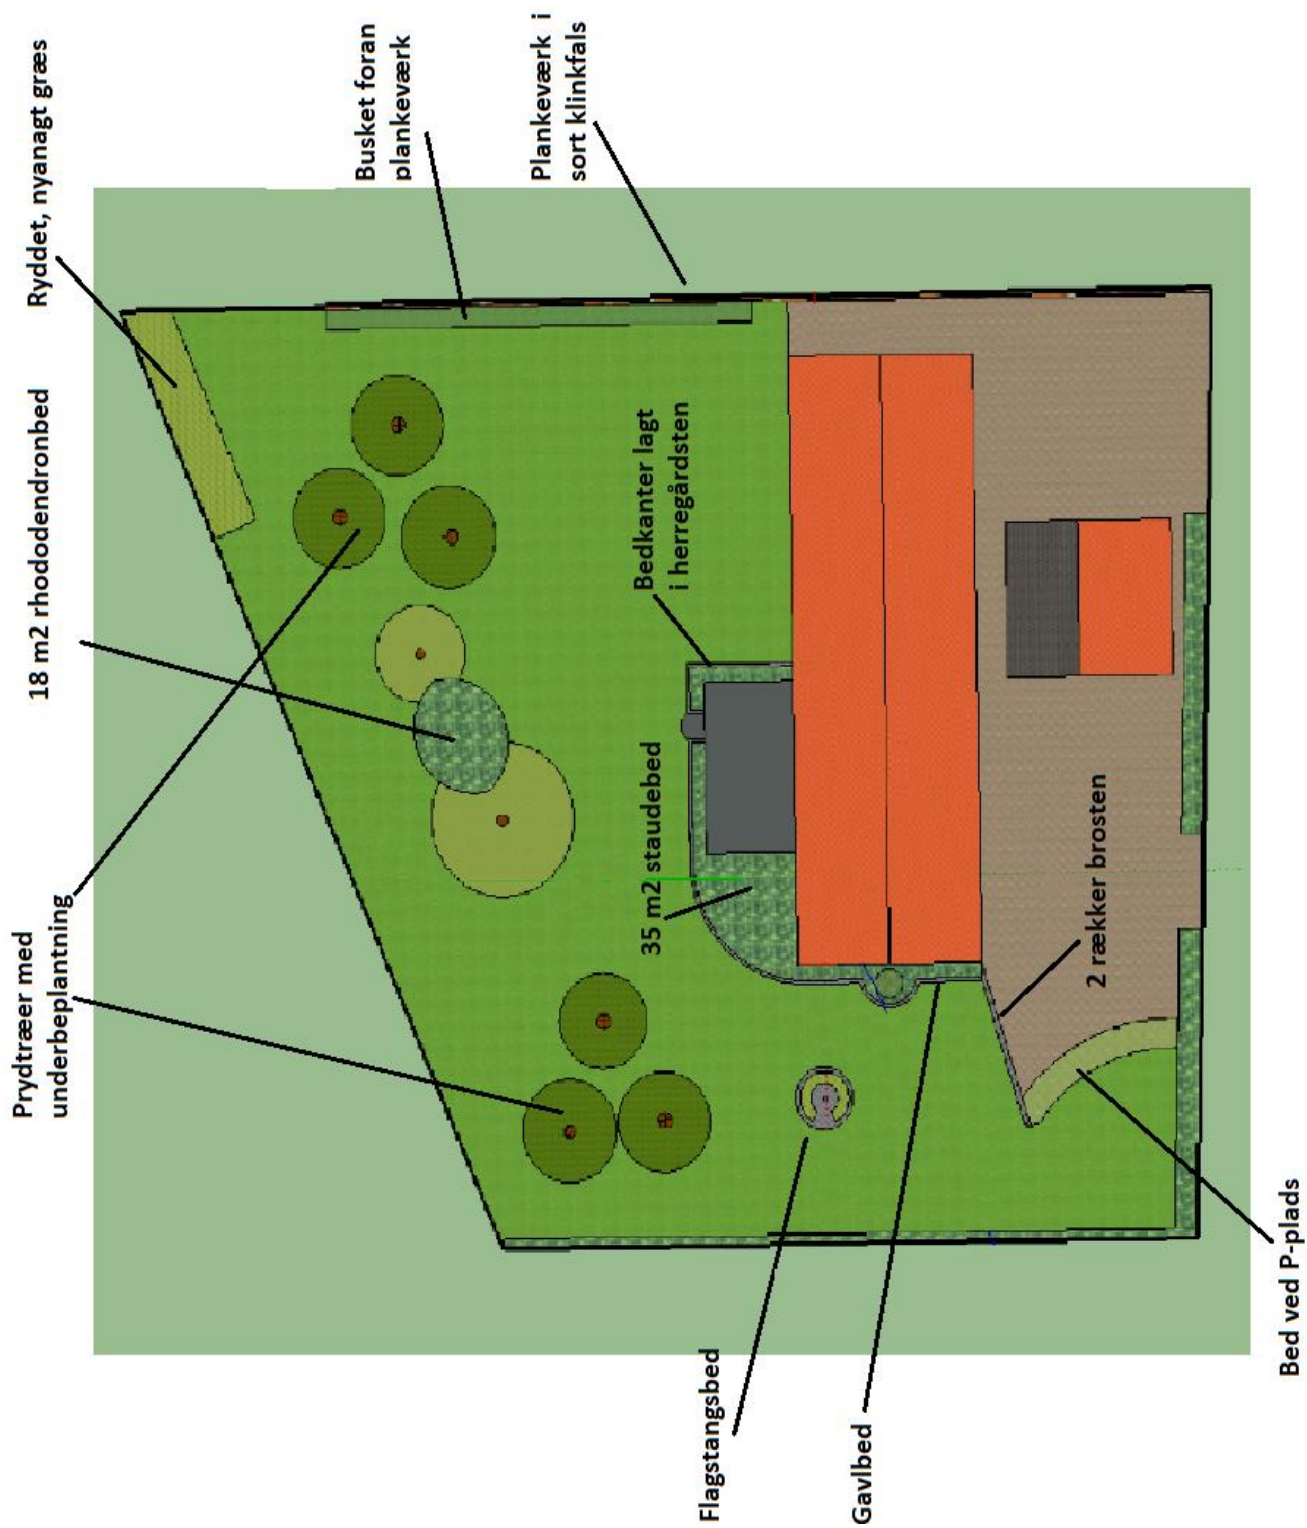 Prydtræer med
underbeplantning
18 m2 rhododendronbed
Ryddet, nyanagt græs
Busket foran
plankeværk
Plankeværk i
sort klinkfals
Bedkanter lagt
i herregårdsten
35 m2 staudebed
Flagstangsbed
Gavlbed
2 rækker brosten
Bed ved P-plads